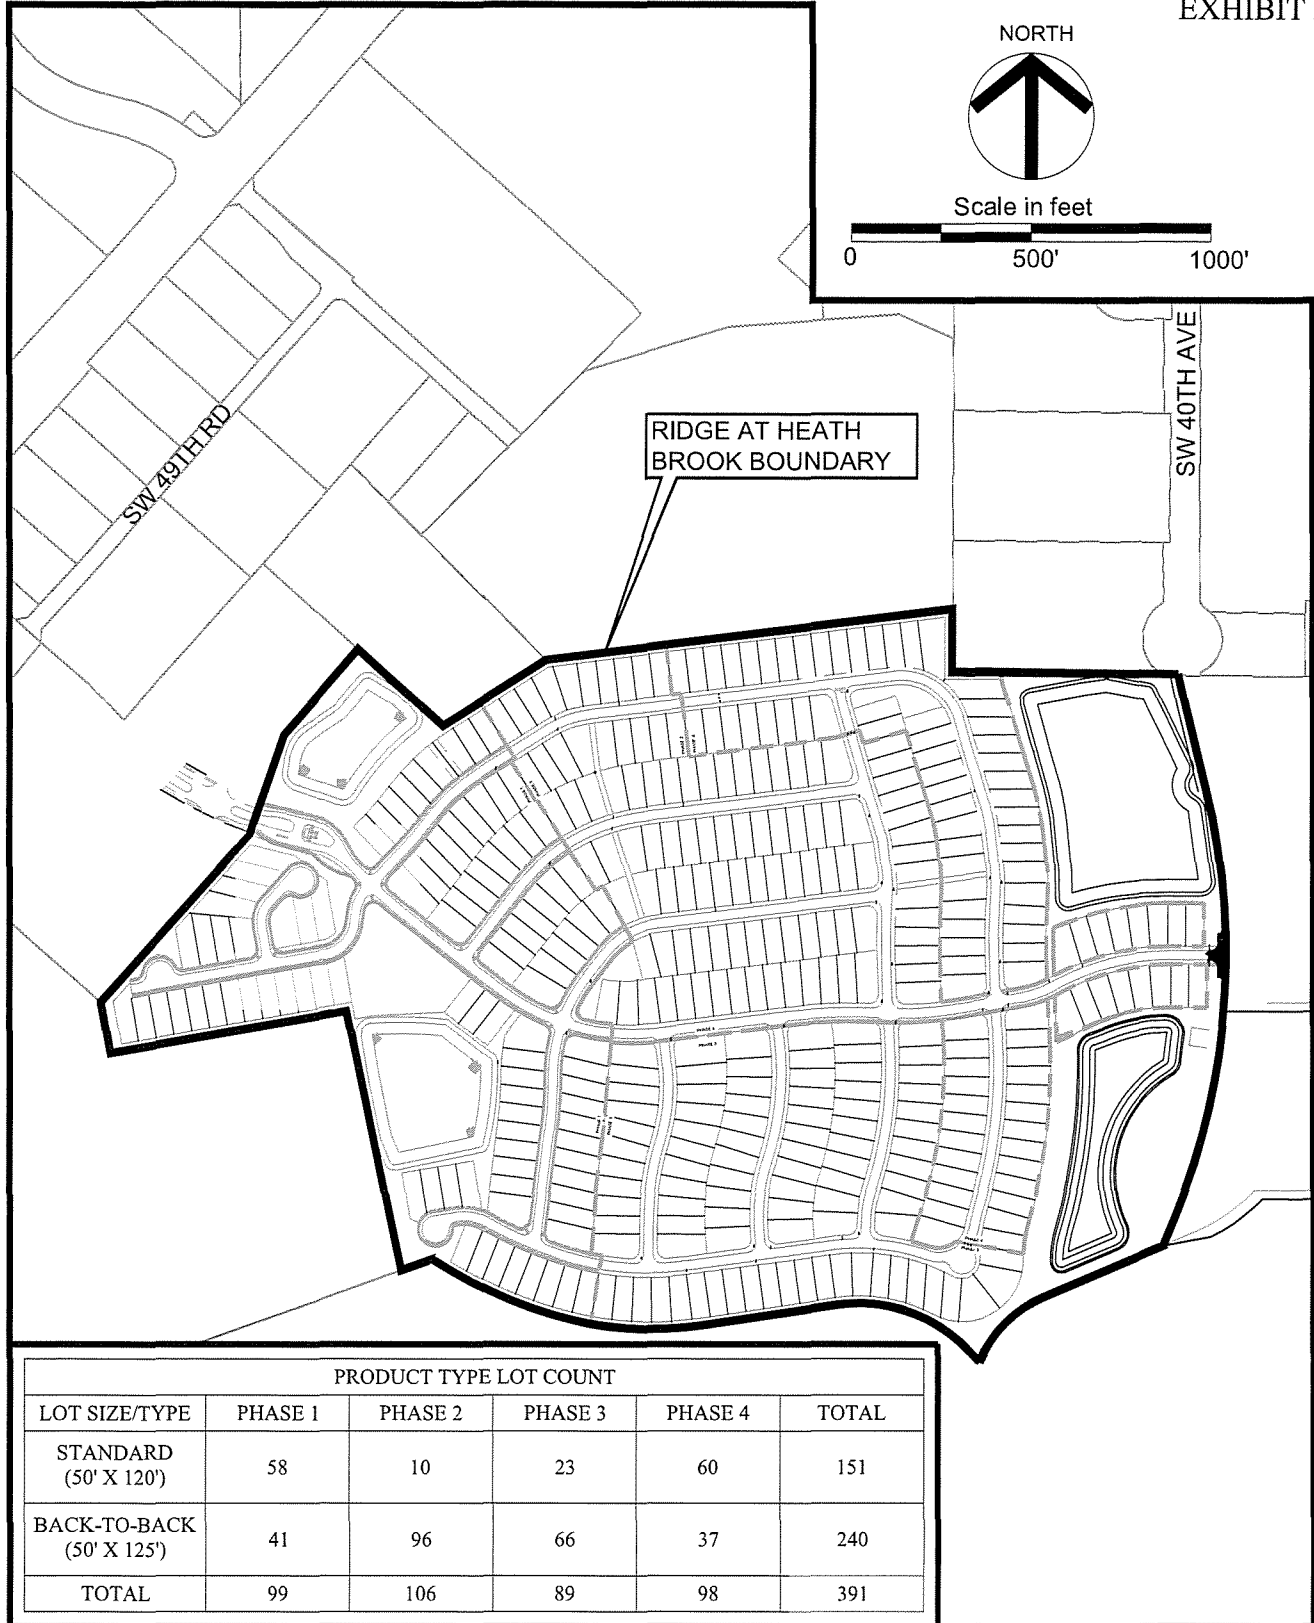 EXHIBIT
NORTH
Scale in feet
0 500' 1000'
SW 40TH AVE
SW 49TH RD
RIDGE AT HEATH
BROOK BOUNDARY
PRODUCT TYPE LOT COUNT
LOT SIZE/TYPE PHASE 1 PHASE 2 PHASE 3 PHASE 4 TOTAL
STANDARD
(50' X 120') 58 10 23 60 151
BACK-TO-BACK
(50' X 125') 41 96 66 37 240
TOTAL 99 106 89 98 391